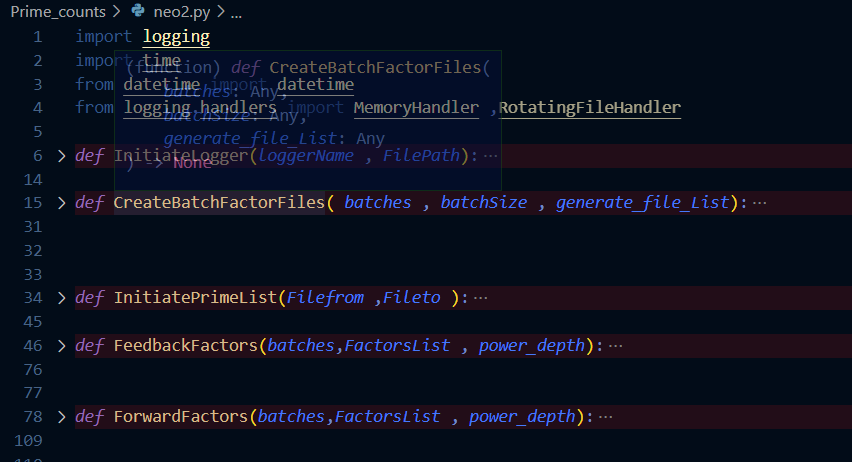 Prime_counts > neo2.py > ...
1 import logging
2 import time
(function) def CreateBatchFactorFiles(
3 from datetime import datetime
batches: Any,
4 from logging.handlers import MemoryHandler ,RotatingFileHandler
batchSize: Any,
5
generate_file_List: Any
6 > def InitiateLogger(loggerName , FilePath):...
) -> None
14
15 > def CreateBatchFactorFiles( batches , batchSize , generate_file_List):...
31
32
33
34 > def InitiatePrimeList(Filefrom ,Fileto ):...
45
46 > def FeedbackFactors(batches,FactorsList , power_depth):...
76
77
78 > def ForwardFactors(batches,FactorsList , power_depth):...
109